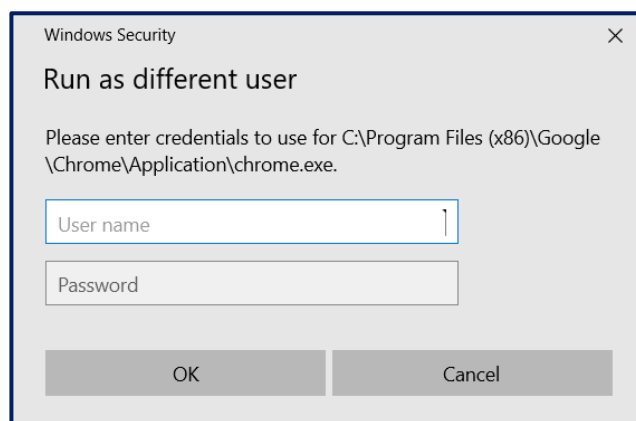 Windows Security
Run as different user
Please enter credentials to use for C:\Program Files (x86)\Google
\Chrome\Application\chrome.exe.
User name
Password
OK
Cancel